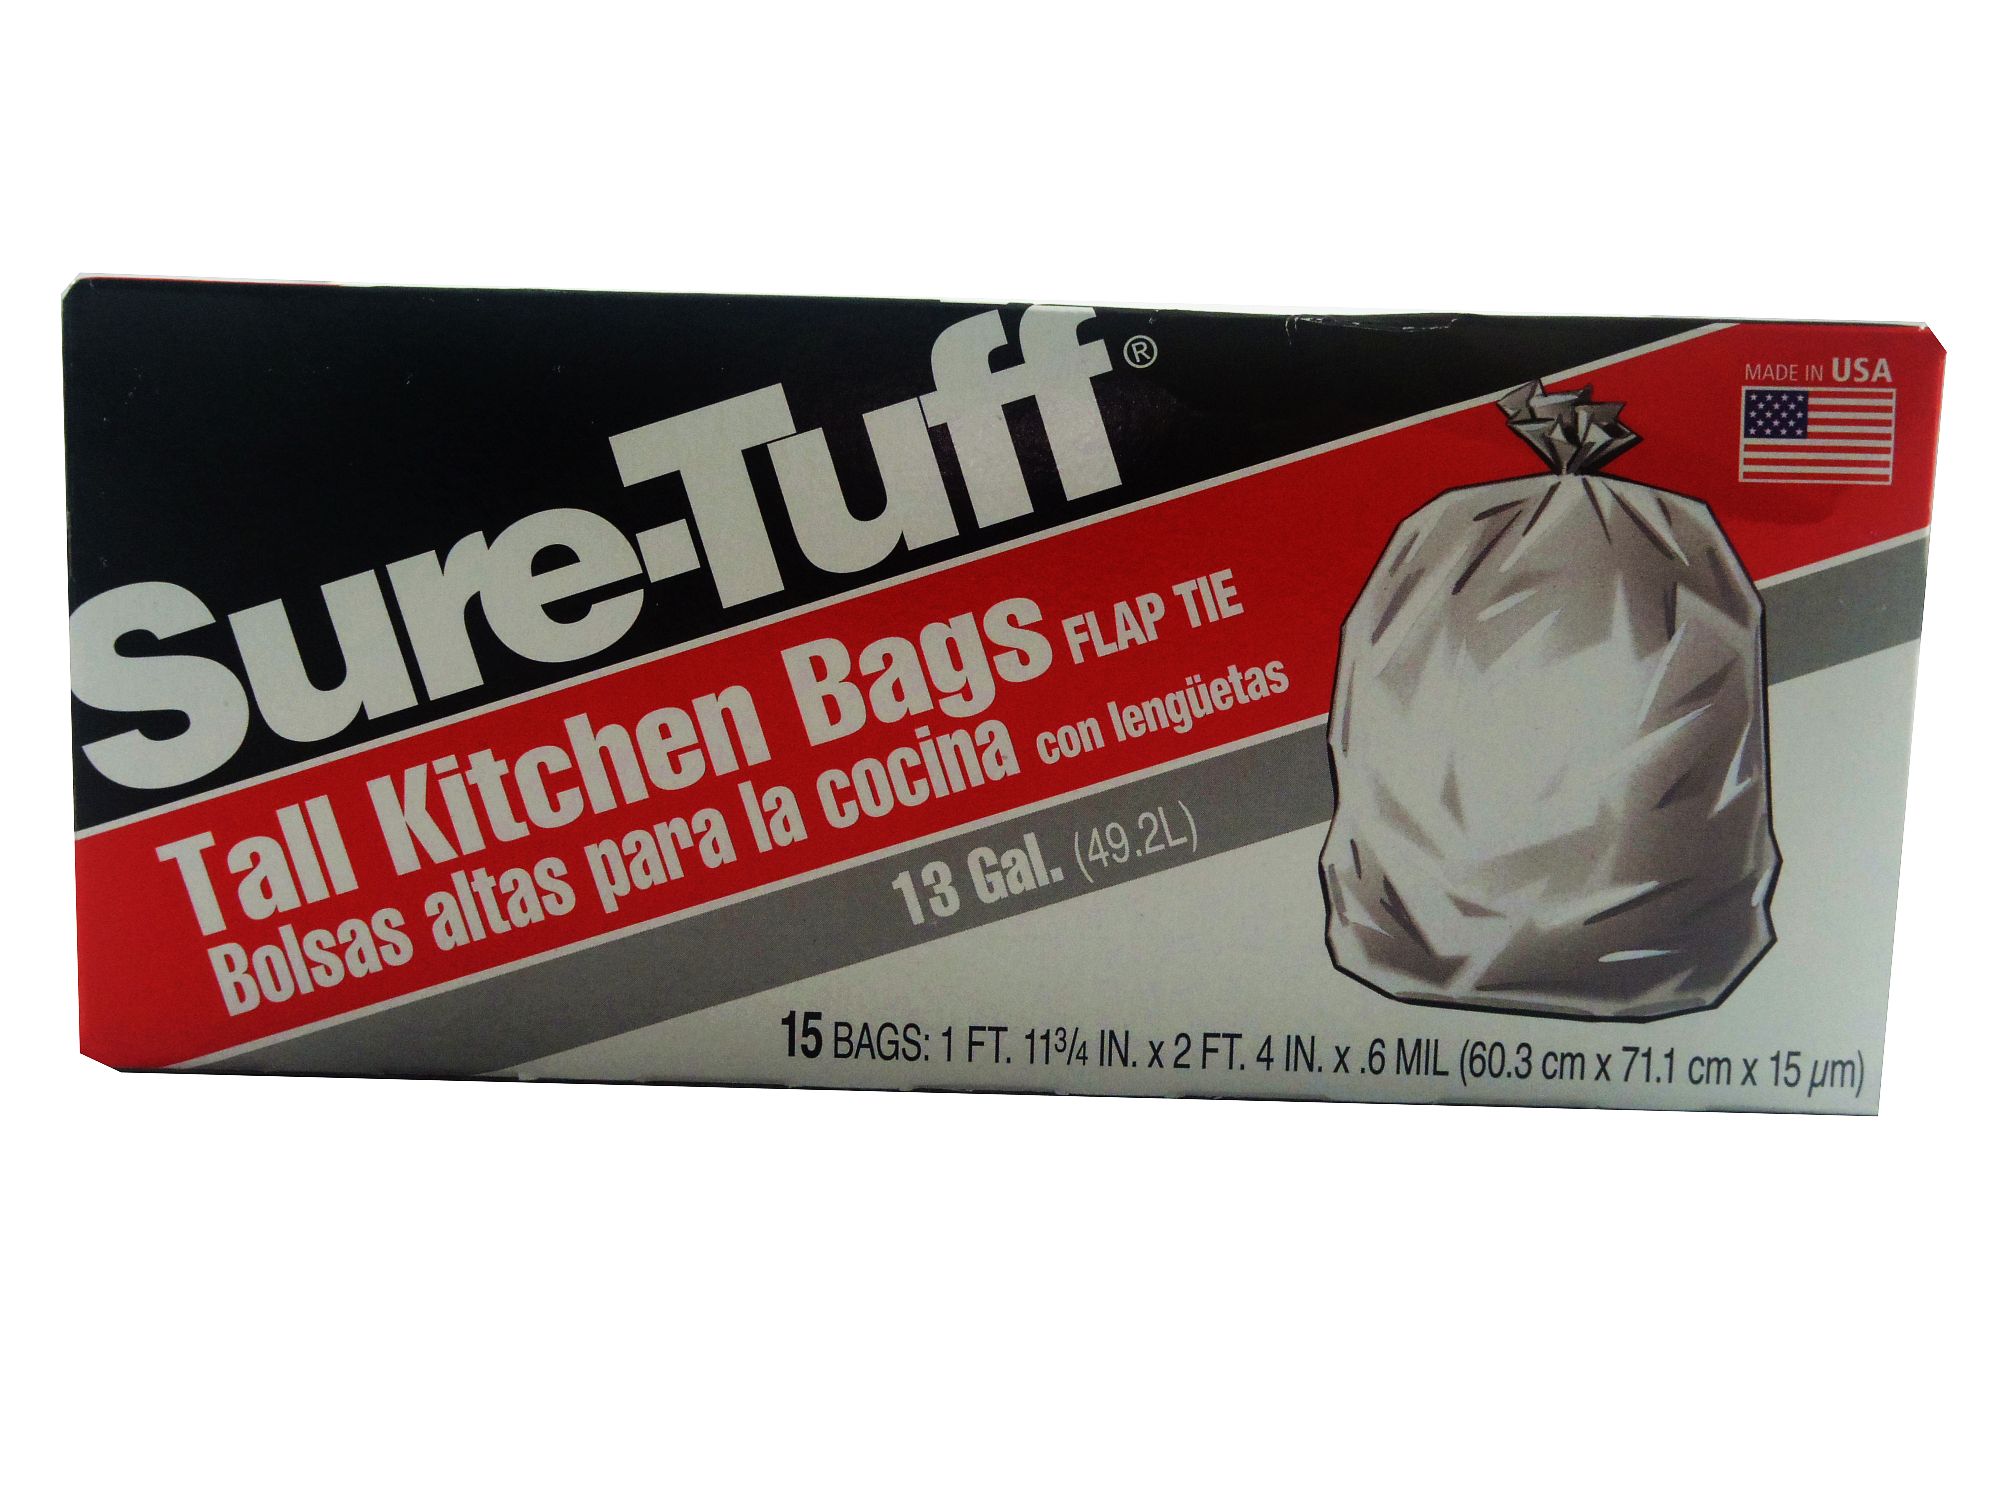 Sure-Tuff®
MADE IN USA
Tall Kitchen Bags FLAP TIE
Bolsas altas para la cocina con lengüetas
13 Gal. (49.2L)
15 BAGS: 1 FT. 11¾ IN. x 2 FT. 4 IN. x .6 MIL (60.3 cm x 71.1 cm x 15 µm)